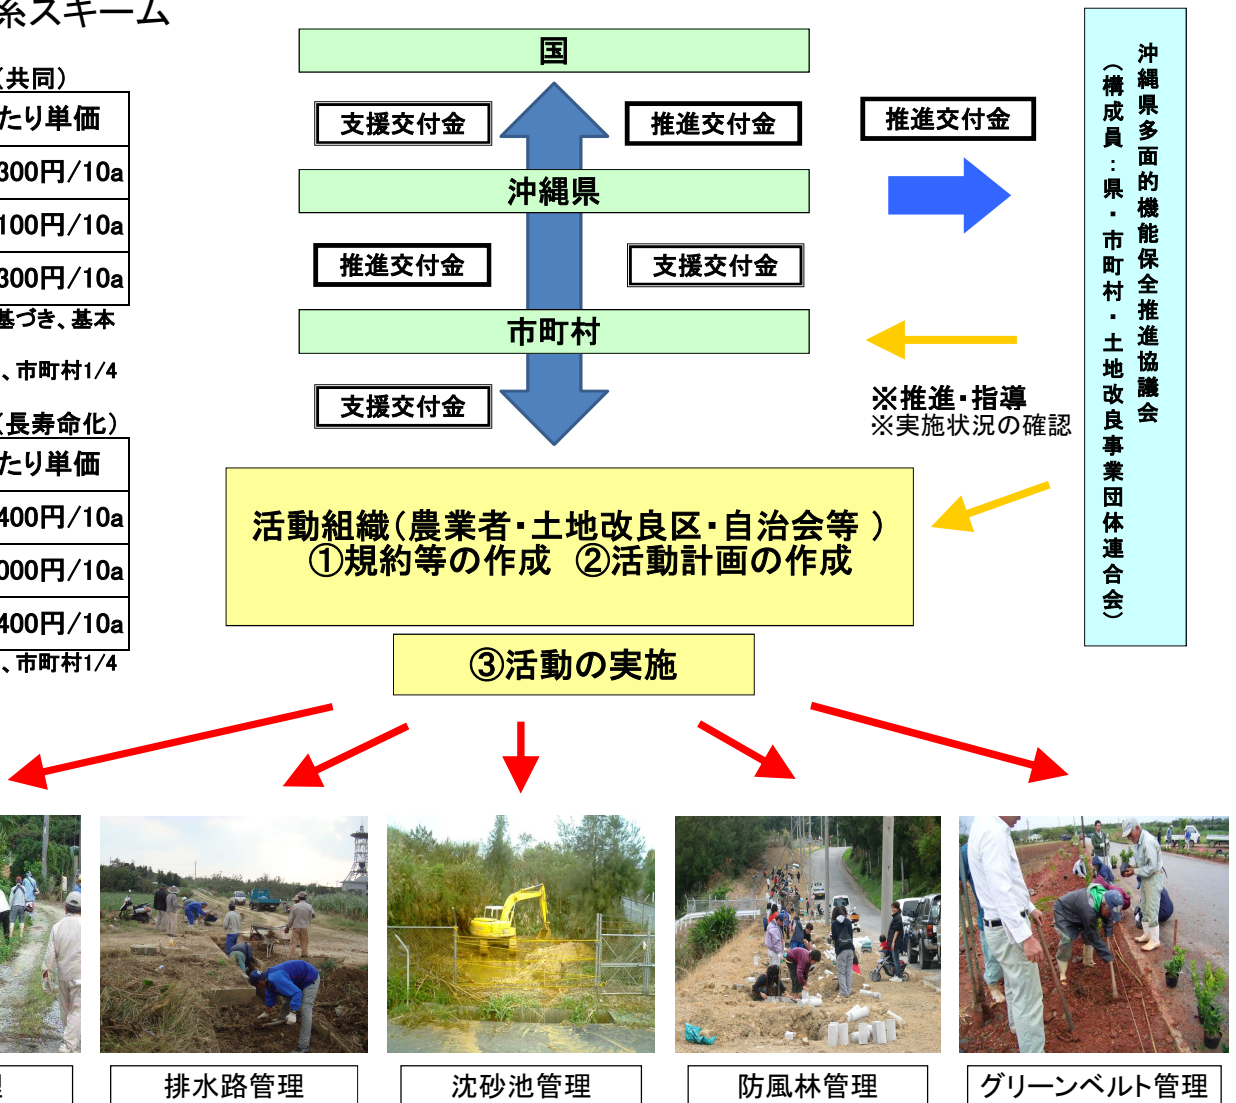 系スキーム
（共同）
たり単価
300円/10a
100円/10a
300円/10a
基づき、基本
、市町村1/4
（長寿命化）
たり単価
400円/10a
000円/10a
400円/10a
、市町村1/4
国
支援交付金
推進交付金
沖縄県
推進交付金
支援交付金
市町村
支援交付金
推進交付金
※推進・指導
※実施状況の確認
沖縄県多面的機能保全推進協議会
（構成員：県・市町村・土地改良事業団体連合会）
活動組織（農業者・土地改良区・自治会等 ）
①規約等の作成 ②活動計画の作成
③活動の実施
排水路管理
沈砂池管理
防風林管理
グリーンベルト管理